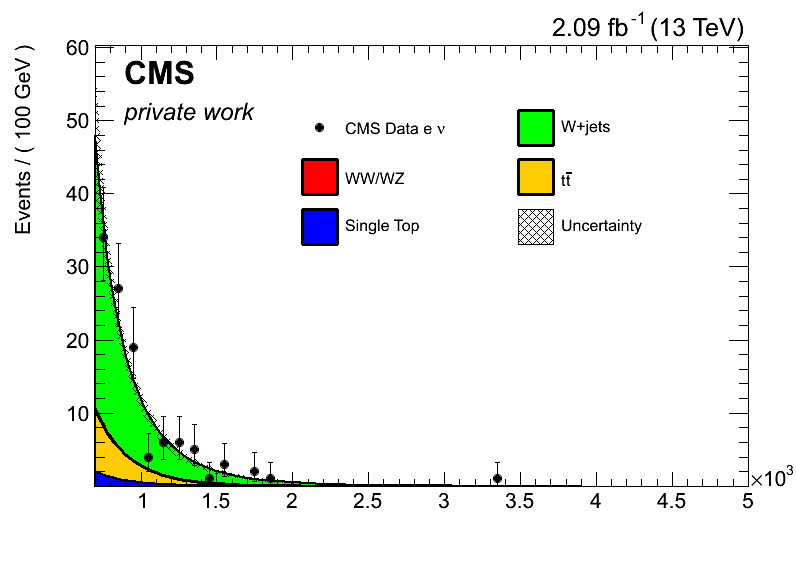 2.09 fb⁻¹ (13 TeV)
Events / ( 100 GeV )
60
50
40
30
20
10
CMS
private work
CMS Data e ν
W+jets
WW/WZ
tt̄
Single Top
Uncertainty
1 1.5 2 2.5 3 3.5 4 4.5 5
×10³